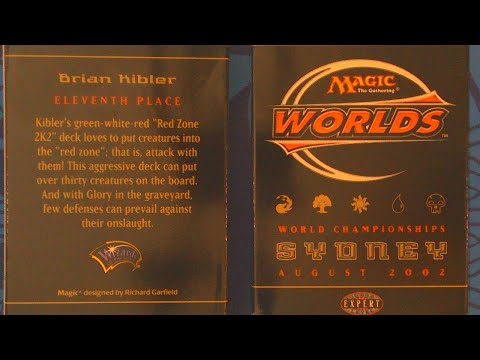 Brian Kibler
ELEVENTH PLACE
Kibler's green-white-red "Red Zone
2K2" deck loves to put creatures into
the "red zone"; that is, attack with
them! This aggressive deck can put
over thirty creatures on the board.
And with Glory in the graveyard,
few defenses can prevail against
their onslaught.
Wizards
Magic™ designed by Richard Garfield
MAGIC
The Gathering®
WORLDS™
WORLD CHAMPIONSHIPS
SYDNEY
AUGUST 2002
EXPERT